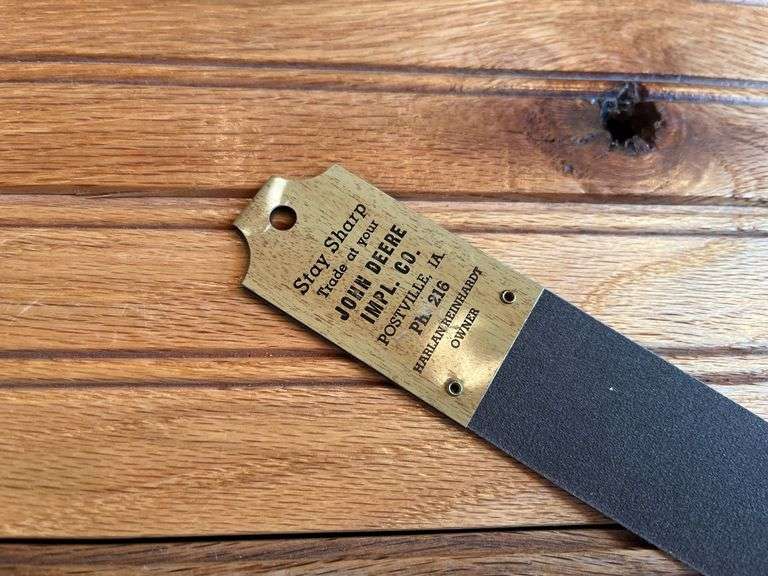 Stay Sharp
Trade at your
JOHN DEERE
IMPL. CO.
POSTVILLE, IA.
Ph. 216
HARLAN REINHARDT
OWNER